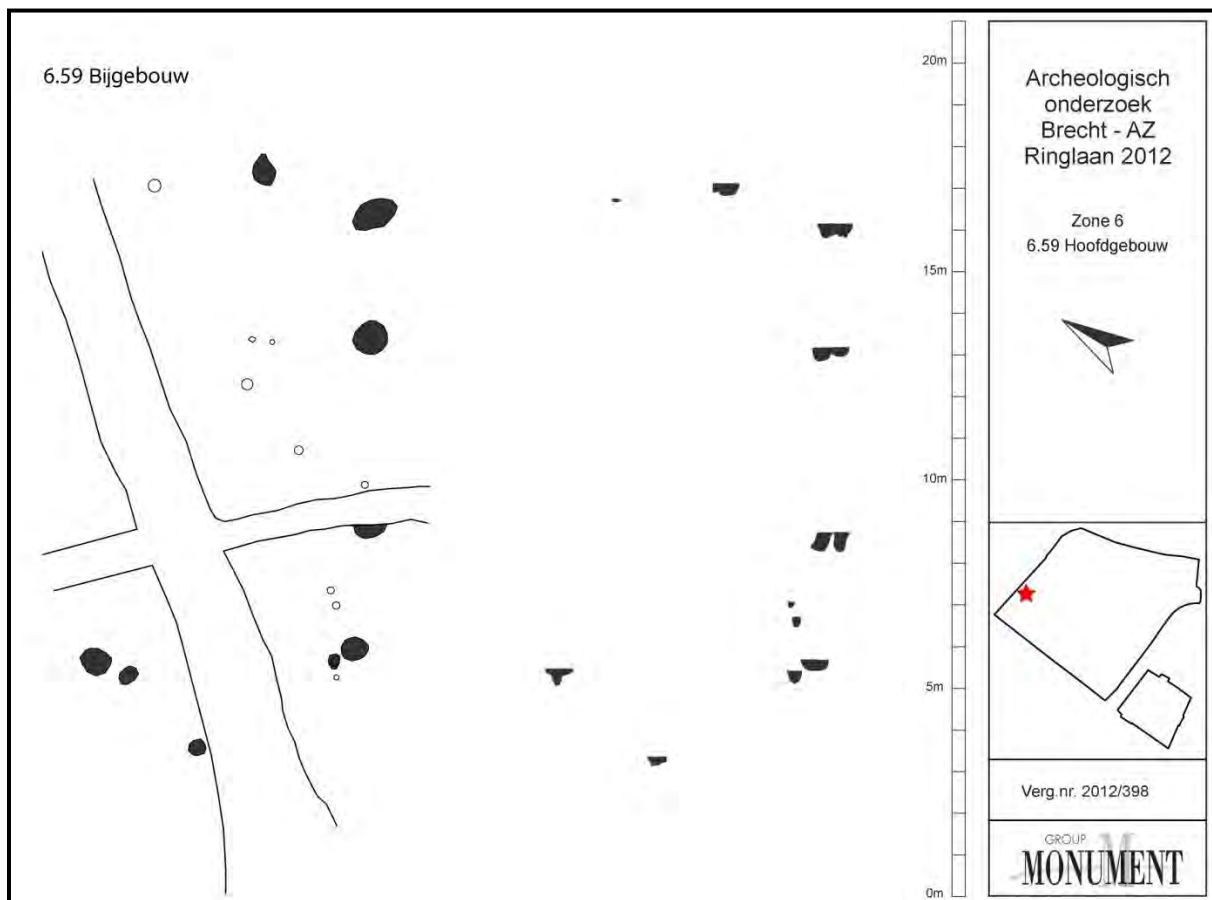 6.59 Bijgebouw
20m
15m
10m
5m
0m
Archeologisch
onderzoek
Brecht - AZ
Ringlaan 2012
Zone 6
6.59 Hoofdgebouw
Verg.nr. 2012/398
GROUP
M
MONUMENT